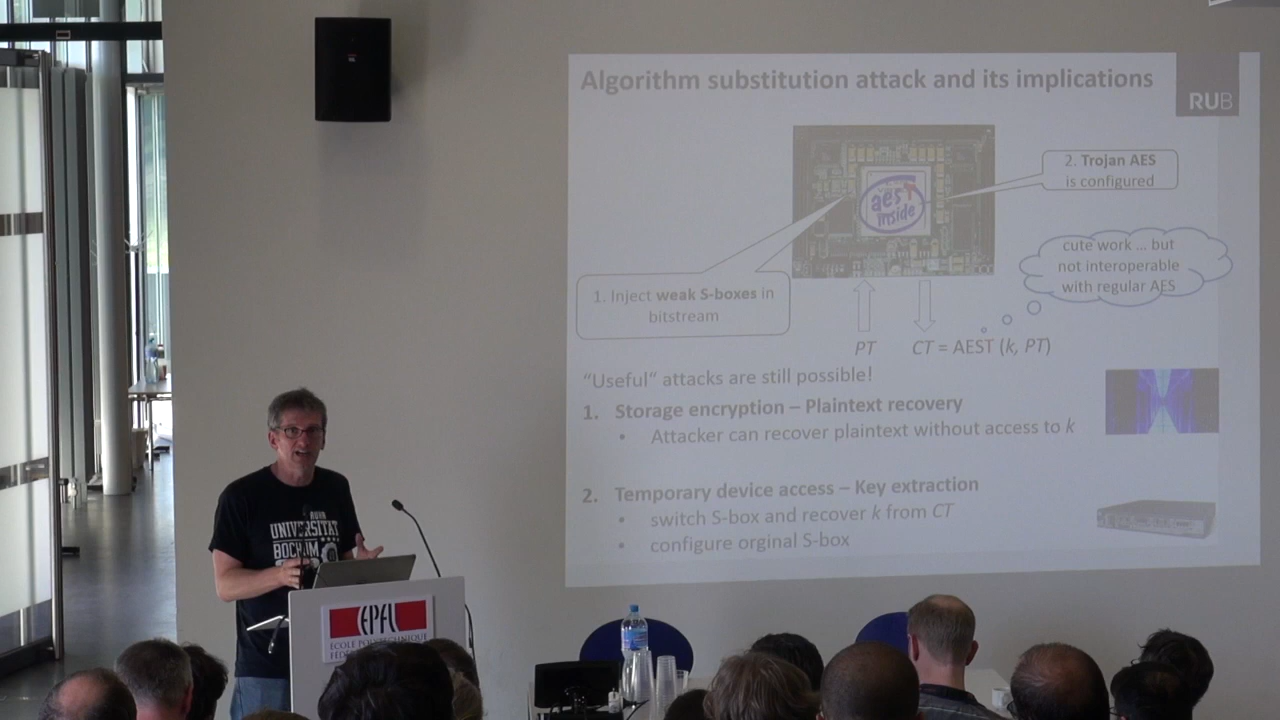 Algorithm substitution attack and its implications
RUB
2. Trojan AES
is configured
aes
inside
cute work ... but
not interoperable
with regular AES
1. Inject weak S-boxes in
bitstream
PT
CT = AEST (k, PT)
“Useful“ attacks are still possible!
1. Storage encryption – Plaintext recovery
• Attacker can recover plaintext without access to k
2. Temporary device access – Key extraction
• switch S-box and recover k from CT
• configure orginal S-box
RUHR
UNIVERSITÄT
BOCHUM
EPFL
ÉCOLE POLYTECHNIQUE